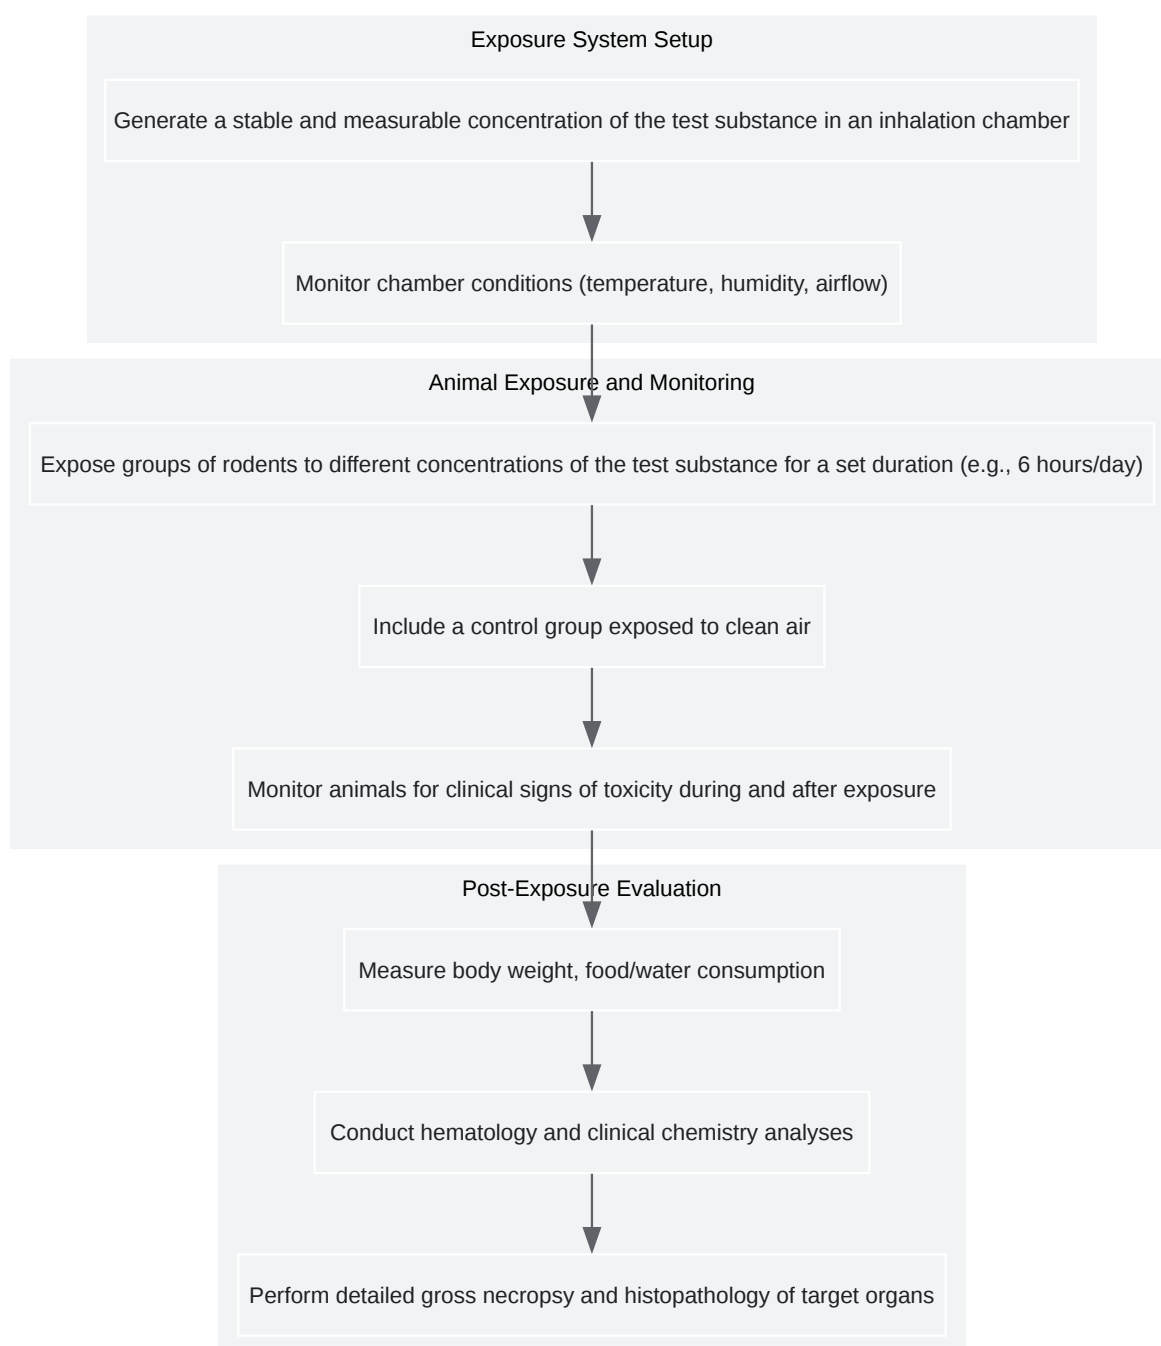 Exposure System Setup
Generate a stable and measurable concentration of the test substance in an inhalation chamber
Monitor chamber conditions (temperature, humidity, airflow)
Animal Exposure and Monitoring
Expose groups of rodents to different concentrations of the test substance for a set duration (e.g., 6 hours/day)
Include a control group exposed to clean air
Monitor animals for clinical signs of toxicity during and after exposure
Post-Exposure Evaluation
Measure body weight, food/water consumption
Conduct hematology and clinical chemistry analyses
Perform detailed gross necropsy and histopathology of target organs